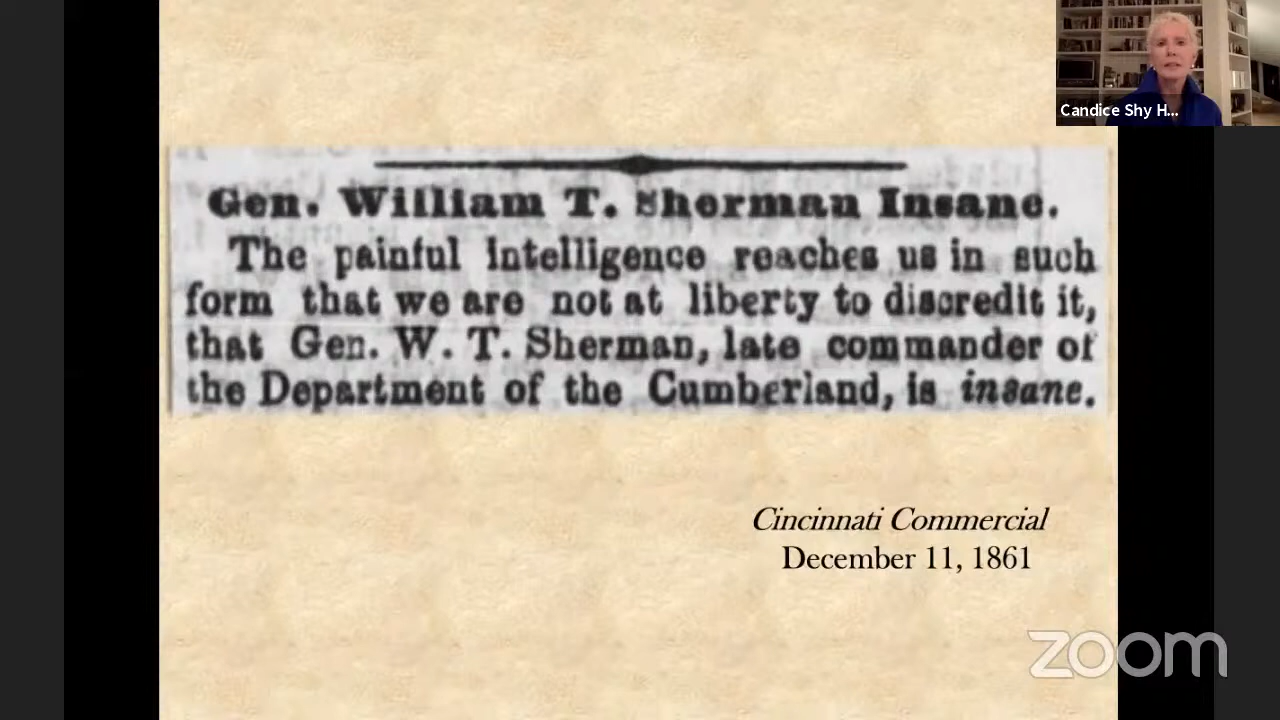 Candice Shy H...
Gen. William T. Sherman Insane.
The painful intelligence reaches us in such
form that we are not at liberty to discredit it,
that Gen. W. T. Sherman, late commander of
the Department of the Cumberland, is insane.
Cincinnati Commercial
December 11, 1861
zoom